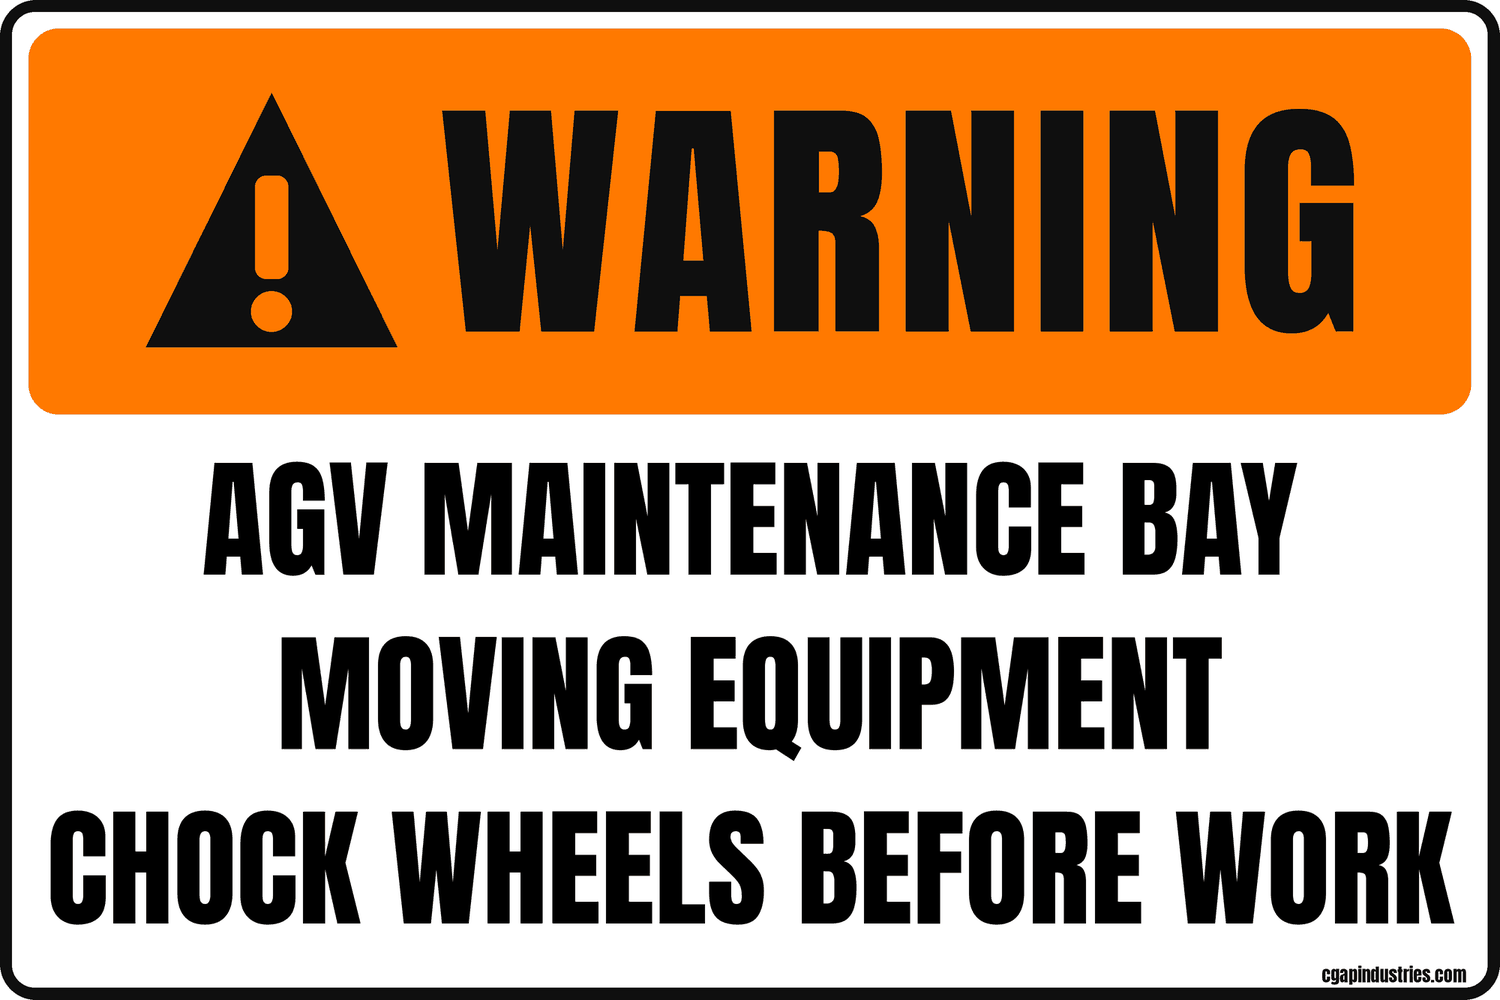 WARNING
AGV MAINTENANCE BAY
MOVING EQUIPMENT
CHOCK WHEELS BEFORE WORK
cgapindustries.com